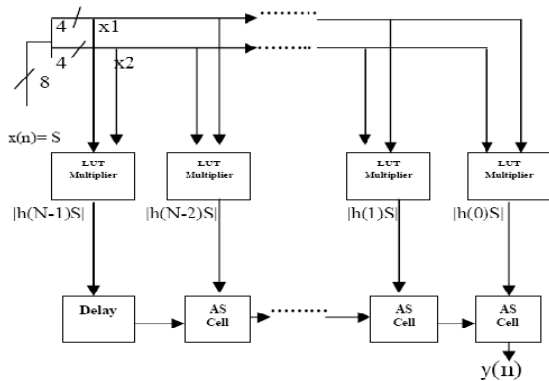 4
x1
4
x2
8
x(n)= S
LUT
Multiplier
LUT
Multiplier
LUT
Multiplier
LUT
Multiplier
|h(N-1)S|
|h(N-2)S|
|h(1)S|
|h(0)S|
Delay
AS
Cell
AS
Cell
AS
Cell
y(n)